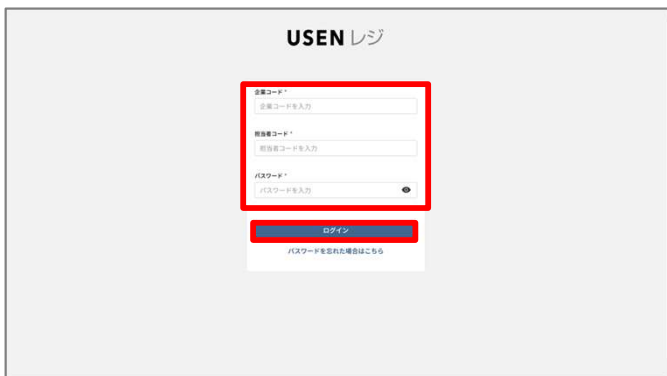 USEN レジ
企業コード *
企業コードを入力
担当者コード *
担当者コードを入力
パスワード *
パスワードを入力
ログイン
パスワードを忘れた場合はこちら